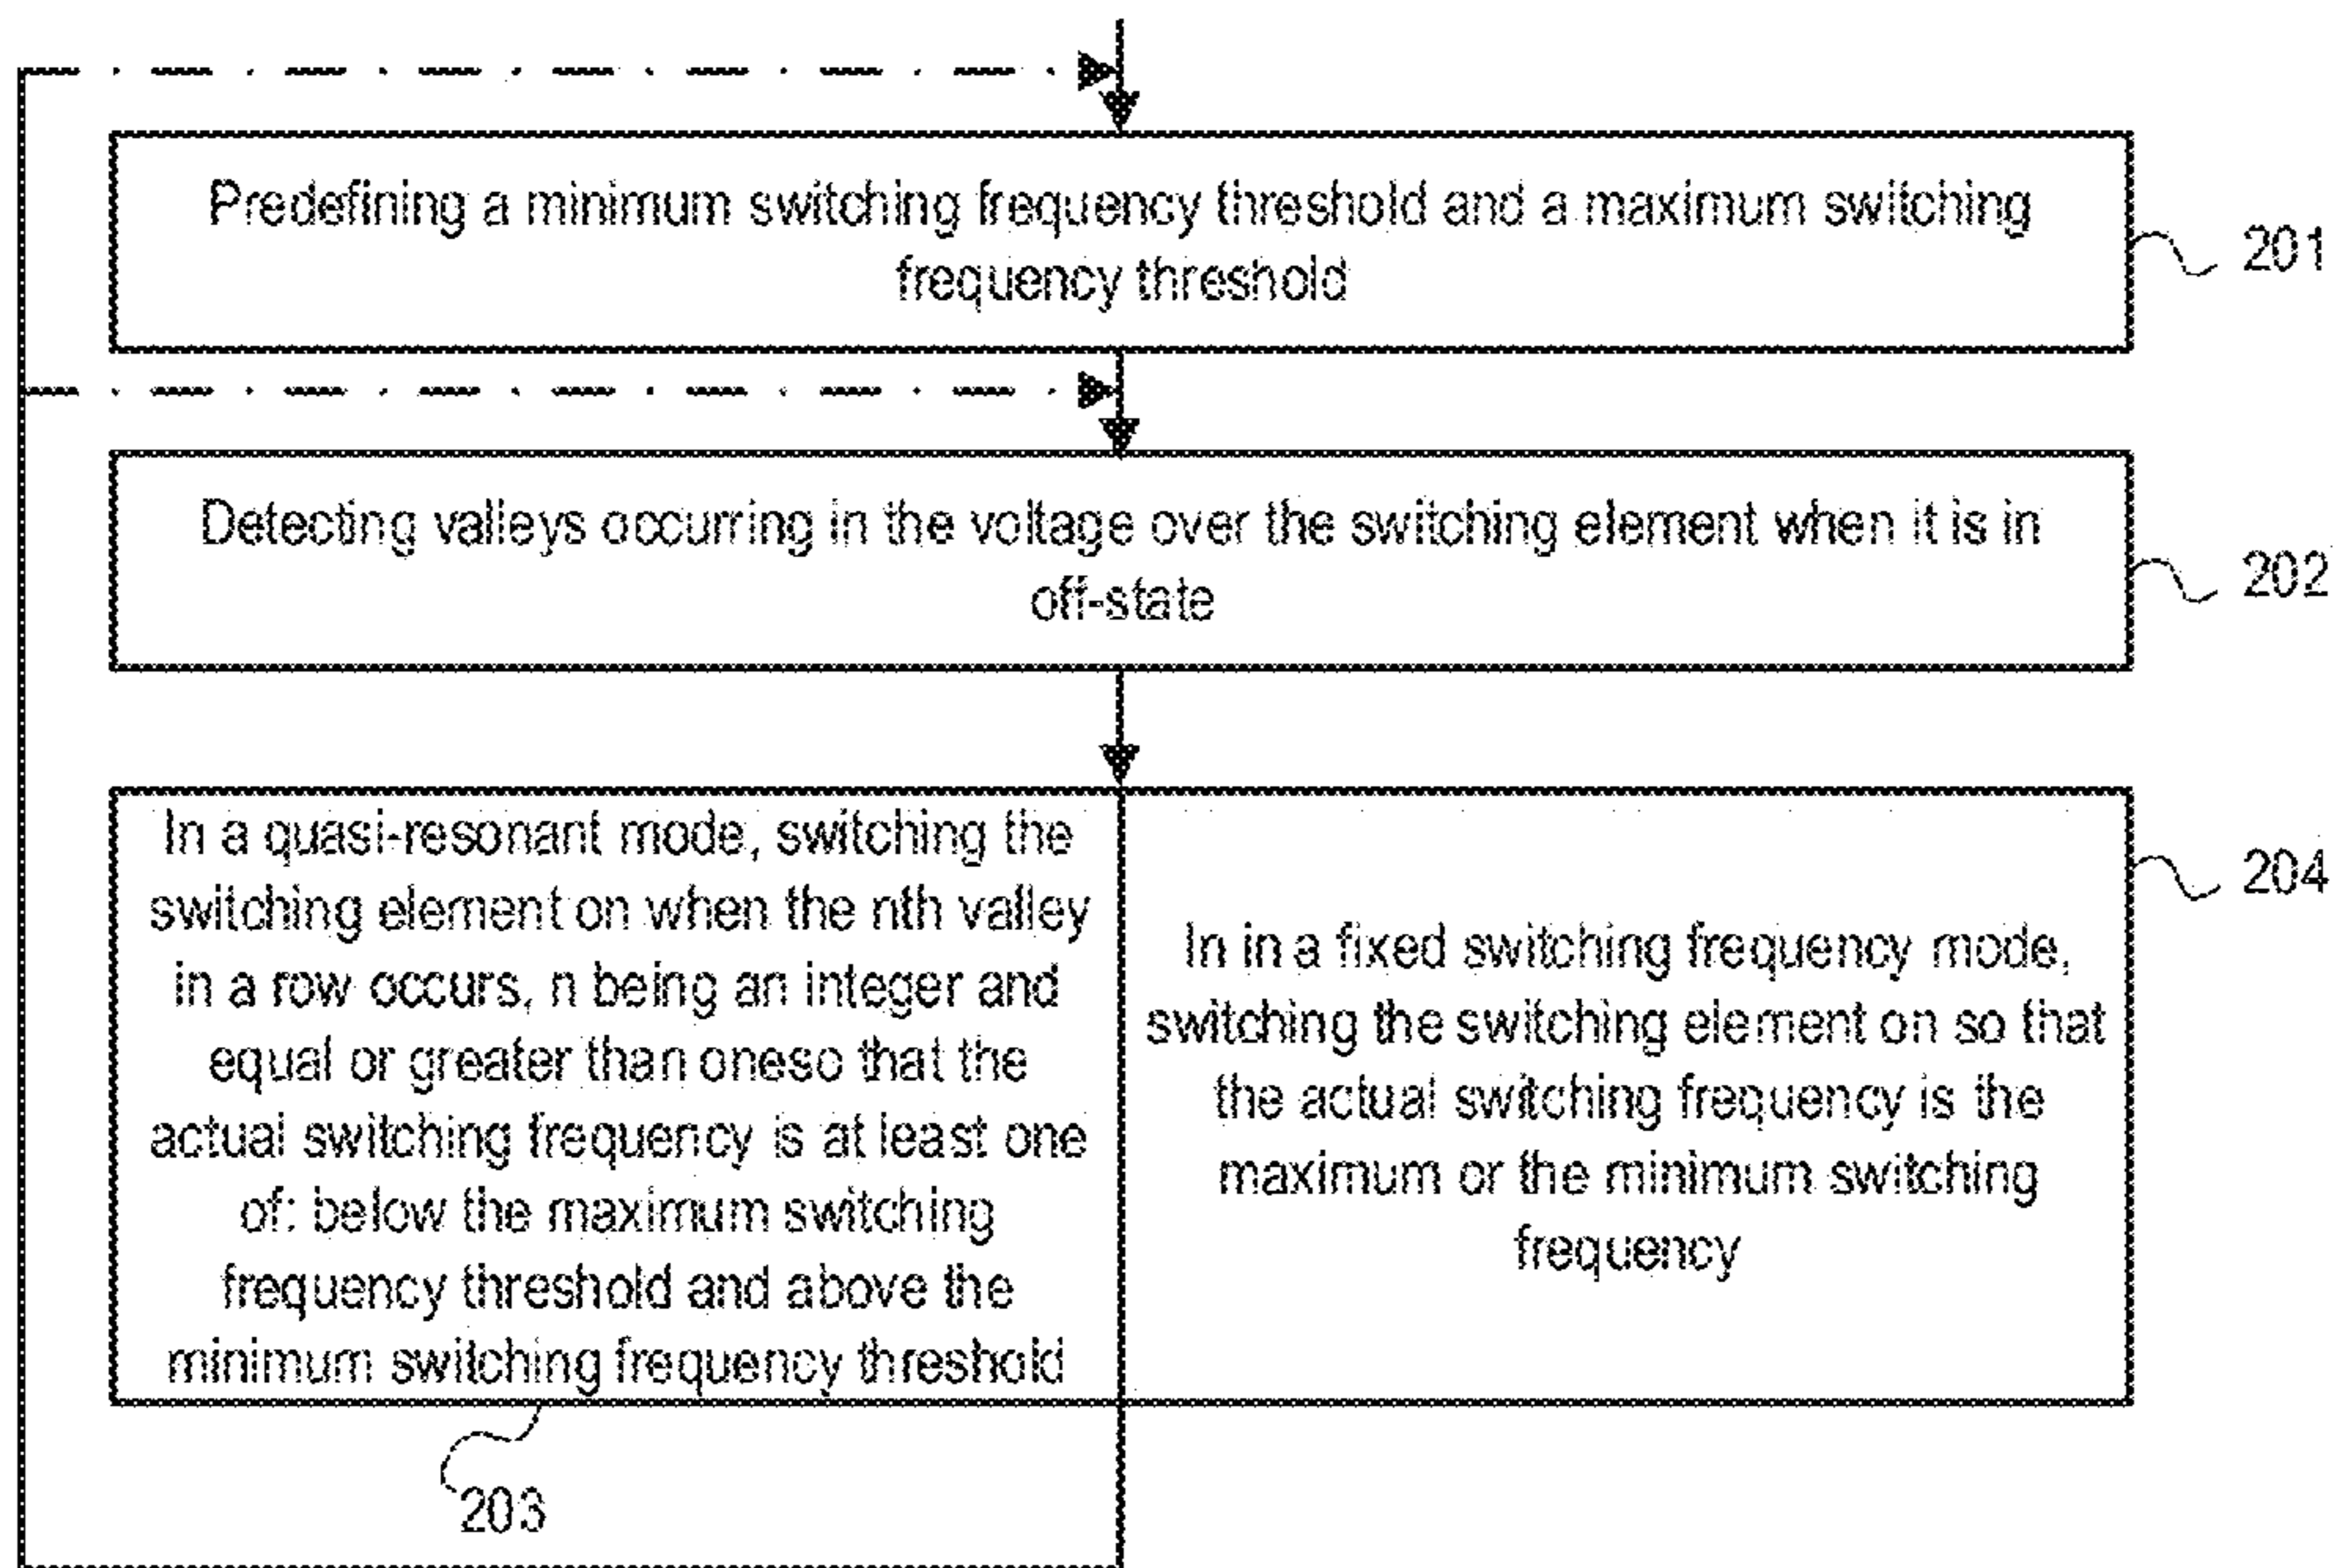 Predefining a minimum switching frequency threshold and a maximum switching
frequency threshold
201
Detecting valleys occurring in the voltage over the switching element when it is in
off-state
202
In a quasi-resonant mode, switching the
switching element on when the nth valley
in a row occurs, n being an integer and
equal or greater than oneso that the
actual switching frequency is at least one
of: below the maximum switching
frequency threshold and above the
minimum switching frequency threshold
203
In in a fixed switching frequency mode,
switching the switching element on so that
the actual switching frequency is the
maximum or the minimum switching
frequency
204